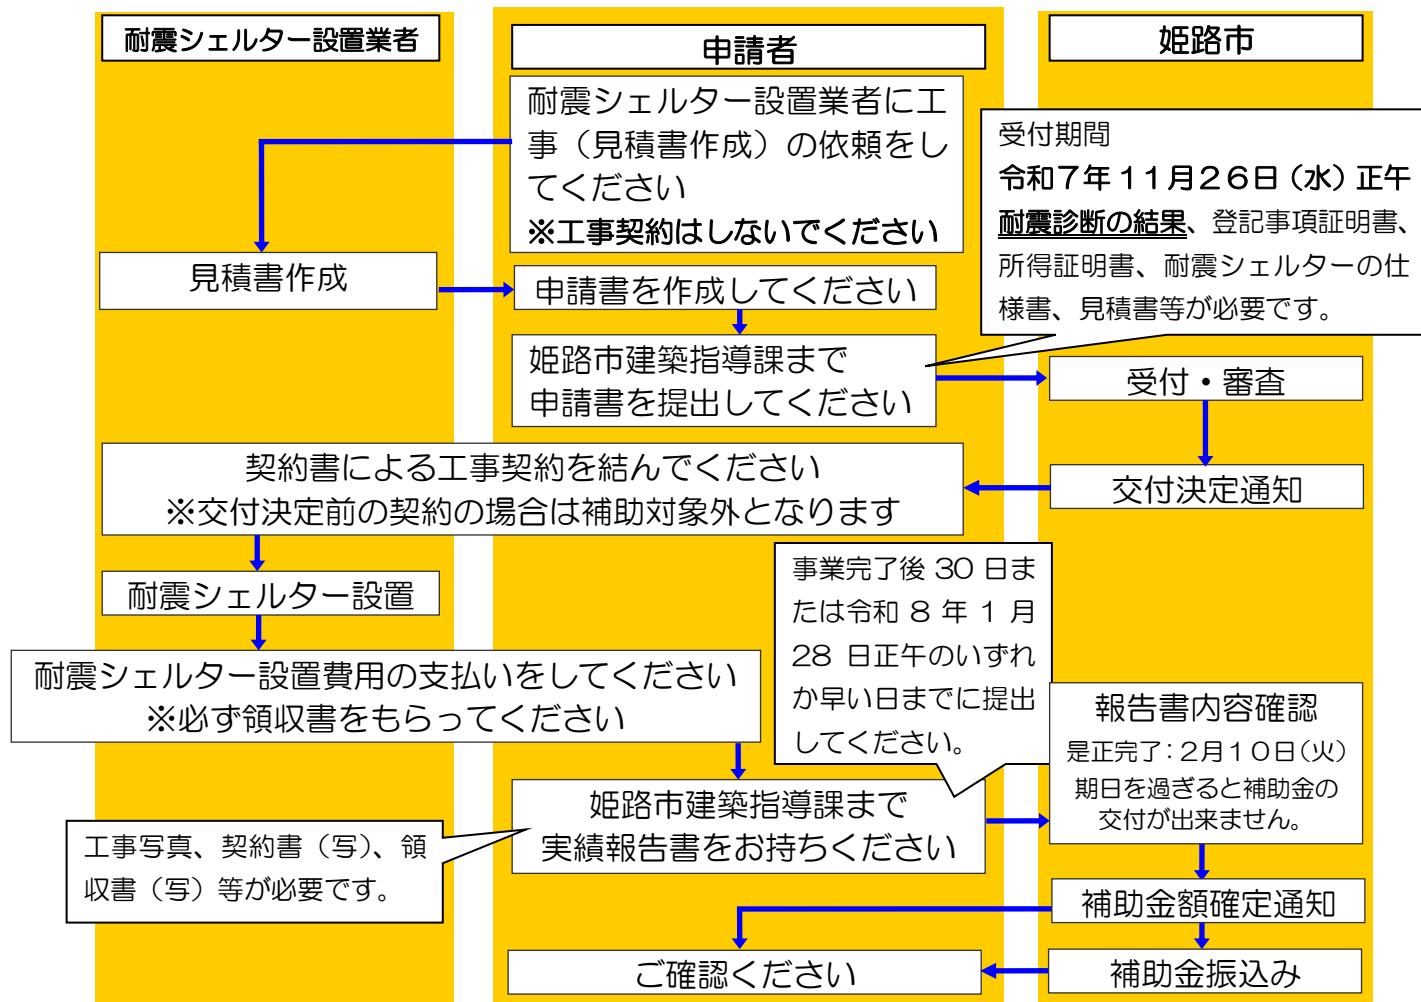 耐震シェルター設置業者
申請者
姫路市
耐震シェルター設置業者に工
事（見積書作成）の依頼をし
てください
※工事契約はしないでください
受付期間
令和７年１１月２６日（水）正午
耐震診断の結果、登記事項証明書、
所得証明書、耐震シェルターの仕
様書、見積書等が必要です。
見積書作成
申請書を作成してください
姫路市建築指導課まで
申請書を提出してください
受付・審査
契約書による工事契約を結んでください
※交付決定前の契約の場合は補助対象外となります
交付決定通知
耐震シェルター設置
事業完了後 30 日ま
たは令和 8 年 1 月
28 日正午のいずれ
か早い日までに提出
してください。
耐震シェルター設置費用の支払いをしてください
※必ず領収書をもらってください
報告書内容確認
是正完了：２月１０日（火）
期日を過ぎると補助金の
交付が出来ません。
姫路市建築指導課まで
実績報告書をお持ちください
工事写真、契約書（写）、領
収書（写）等が必要です。
補助金額確定通知
ご確認ください
補助金振込み